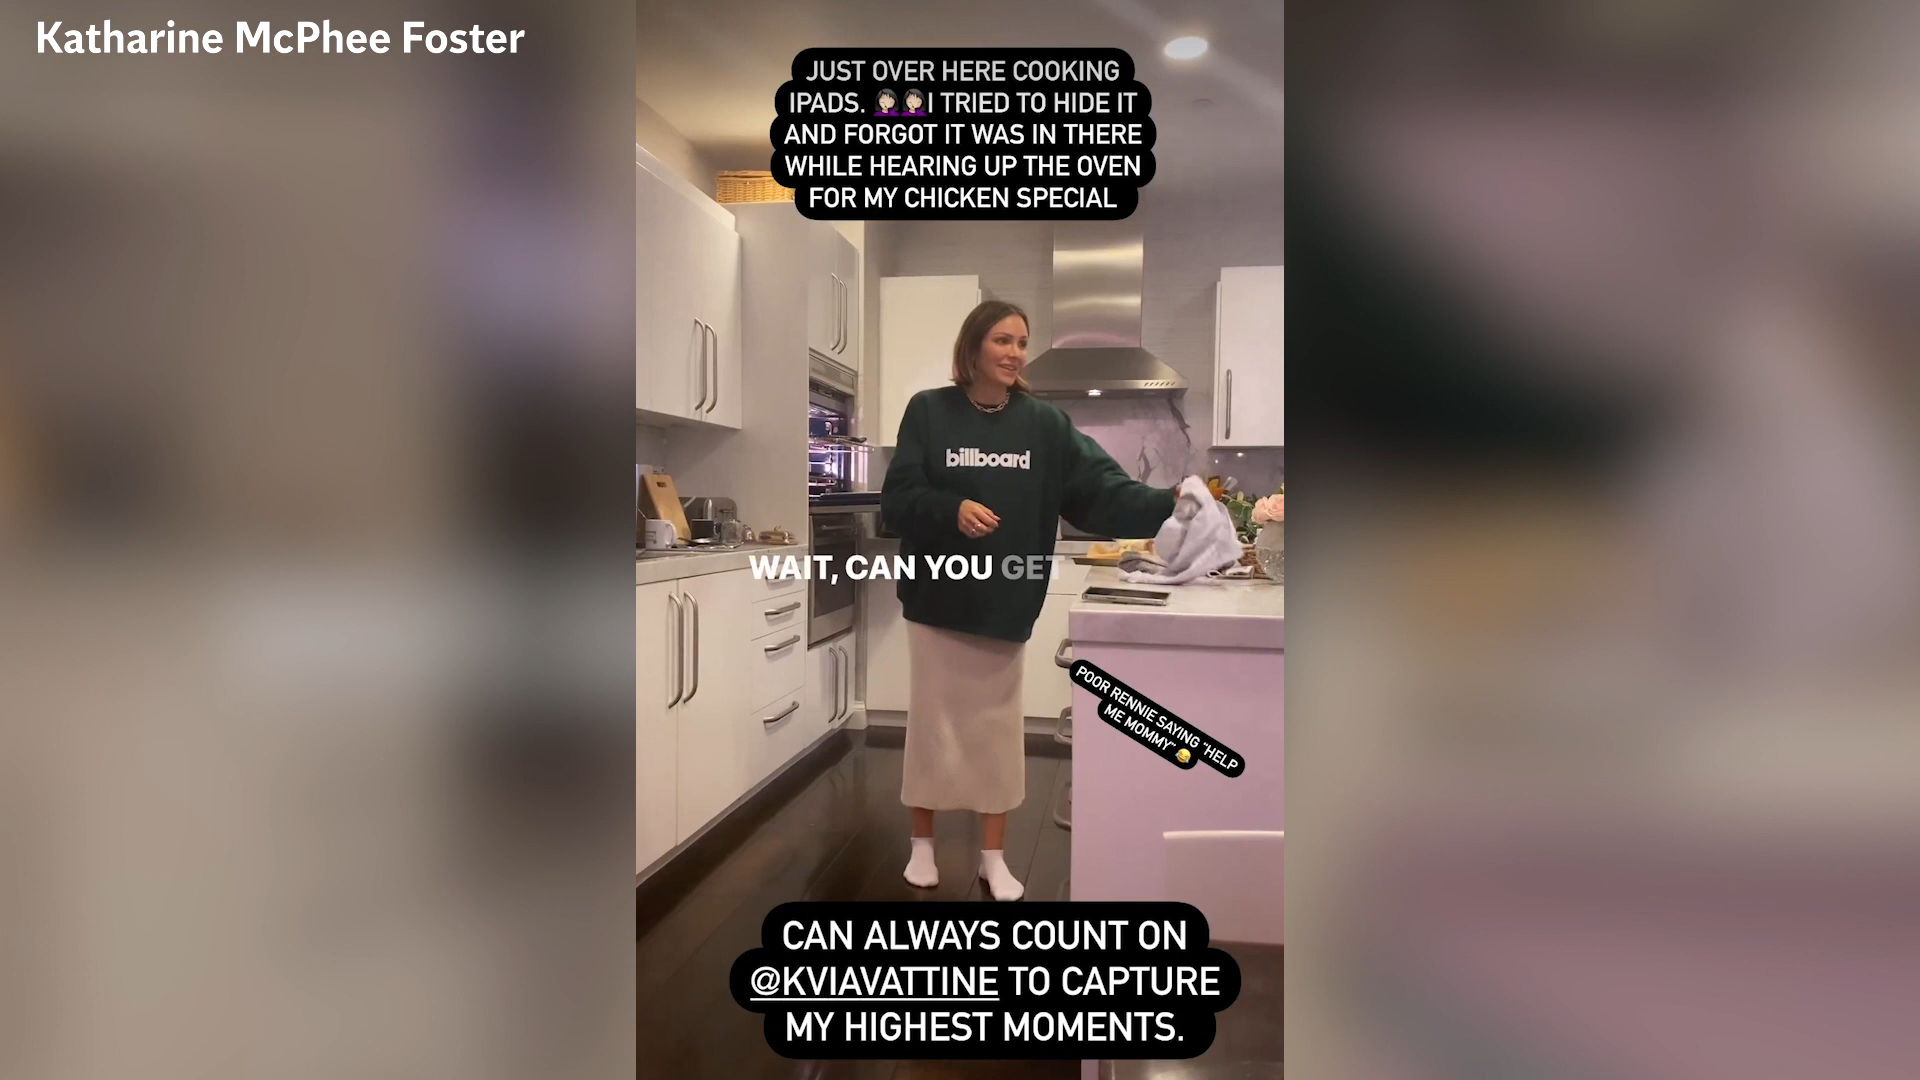 Katharine McPhee Foster
JUST OVER HERE COOKING
IPADS. 🤦🏻‍♀️🤦🏻‍♀️I TRIED TO HIDE IT
AND FORGOT IT WAS IN THERE
WHILE HEARING UP THE OVEN
FOR MY CHICKEN SPECIAL
billboard
WAIT, CAN YOU GET
POOR RENNIE SAYING "HELP
ME MOMMY" 😂
CAN ALWAYS COUNT ON
@KVIAVATTINE TO CAPTURE
MY HIGHEST MOMENTS.